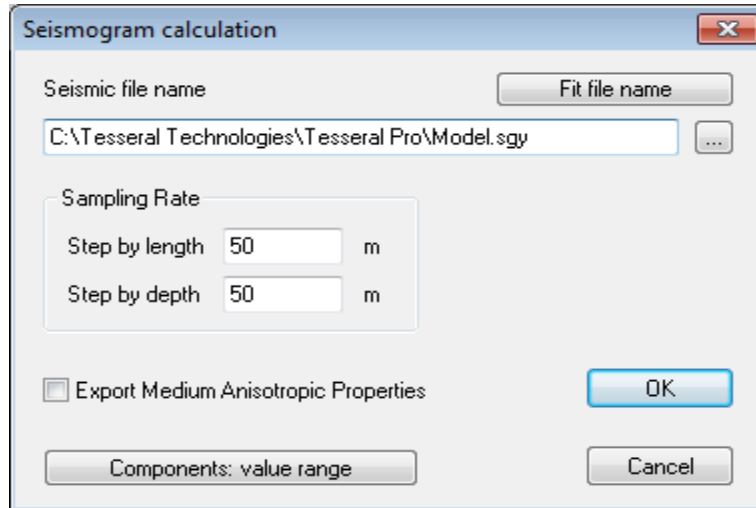 Seismogram calculation
Seismic file name
Fit file name
C:\Tesseral Technologies\Tesseral Pro\Model.sgy
...
Sampling Rate
Step by length 50 m
Step by depth 50 m
Export Medium Anisotropic Properties
OK
Components: value range
Cancel